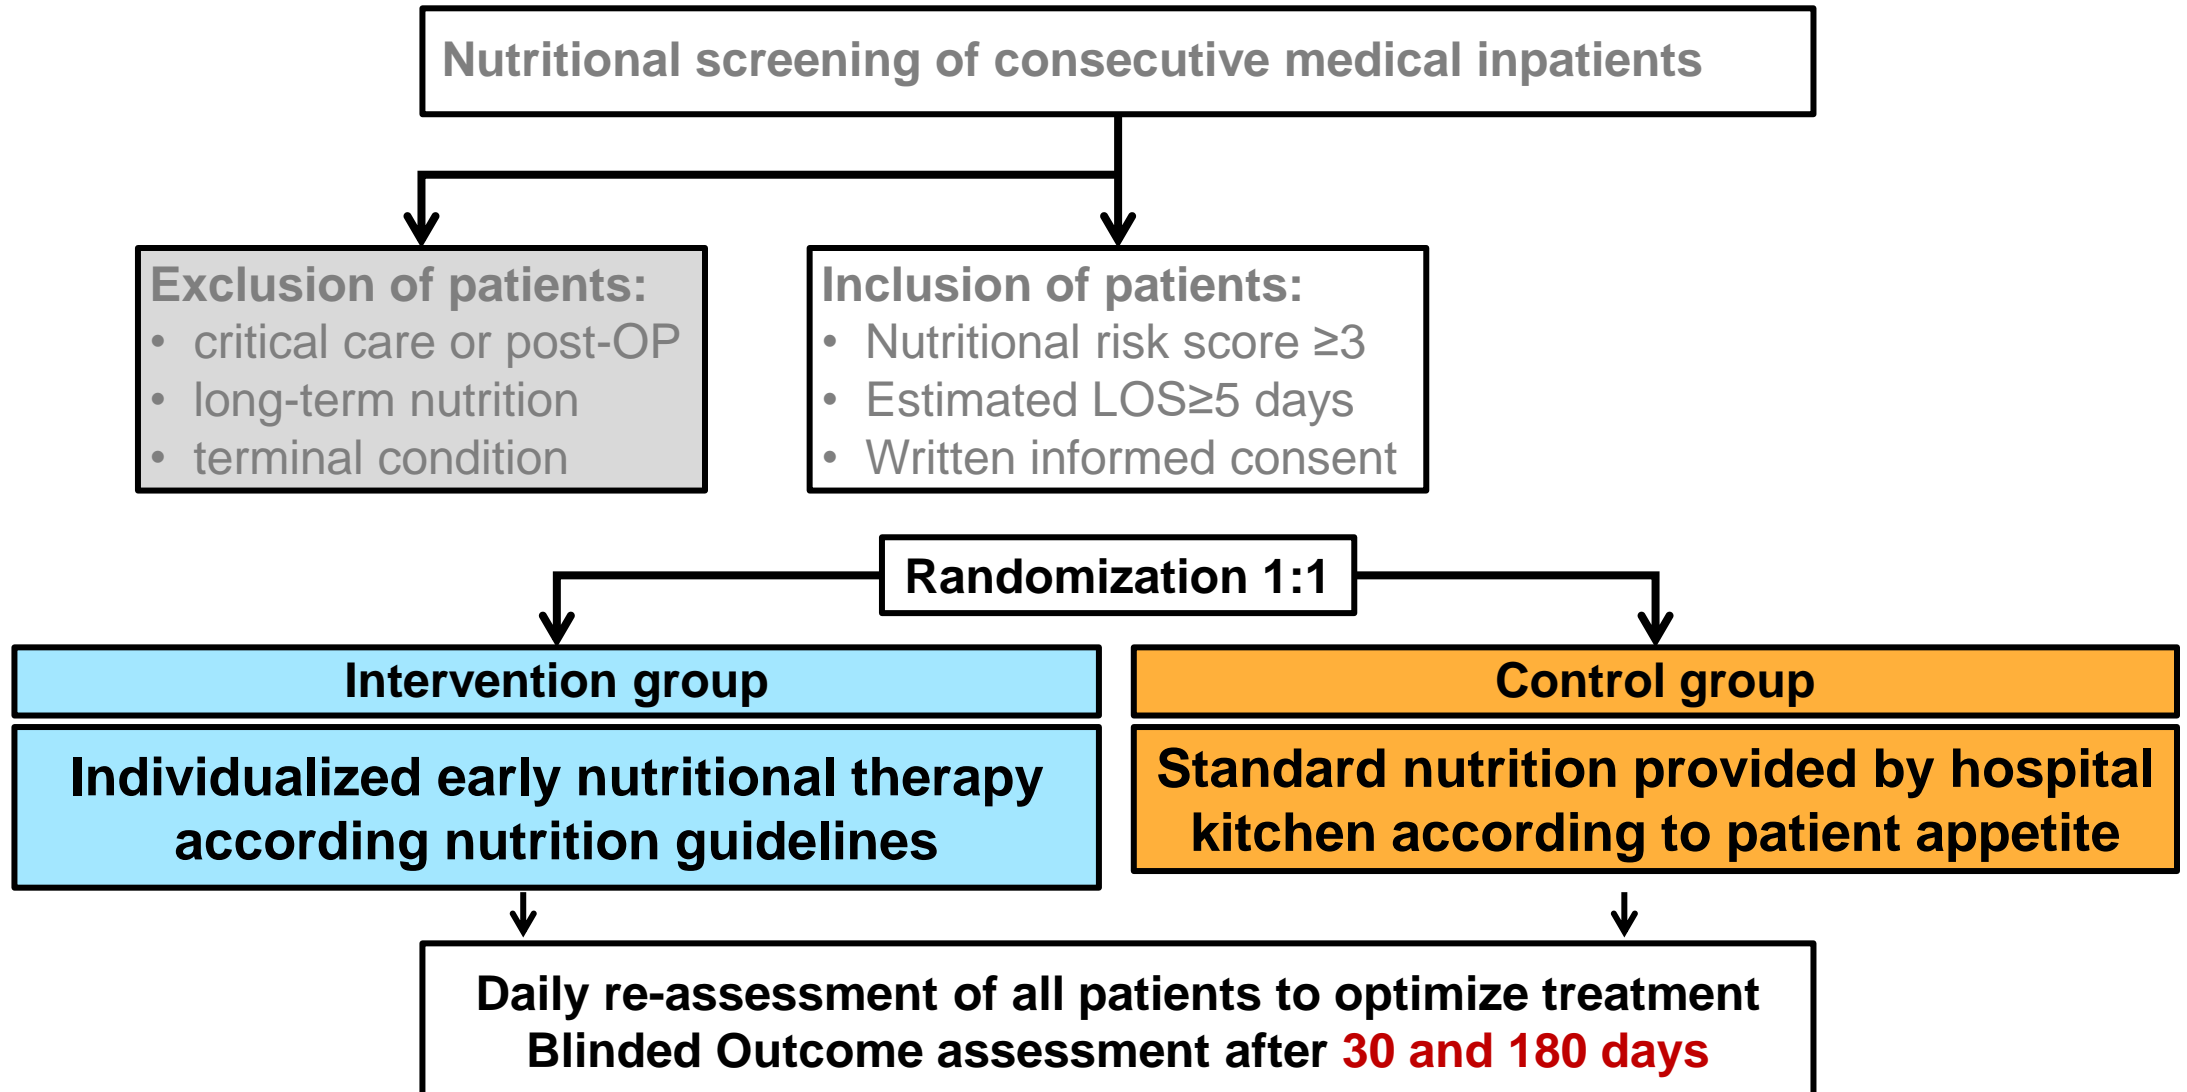 Nutritional screening of consecutive medical inpatients
Exclusion of patients:
• critical care or post-OP
• long-term nutrition
• terminal condition
Inclusion of patients:
• Nutritional risk score ≥3
• Estimated LOS≥5 days
• Written informed consent
Randomization 1:1
Intervention group
Individualized early nutritional therapy
according nutrition guidelines
Control group
Standard nutrition provided by hospital
kitchen according to patient appetite
Daily re-assessment of all patients to optimize treatment
Blinded Outcome assessment after 30 and 180 days